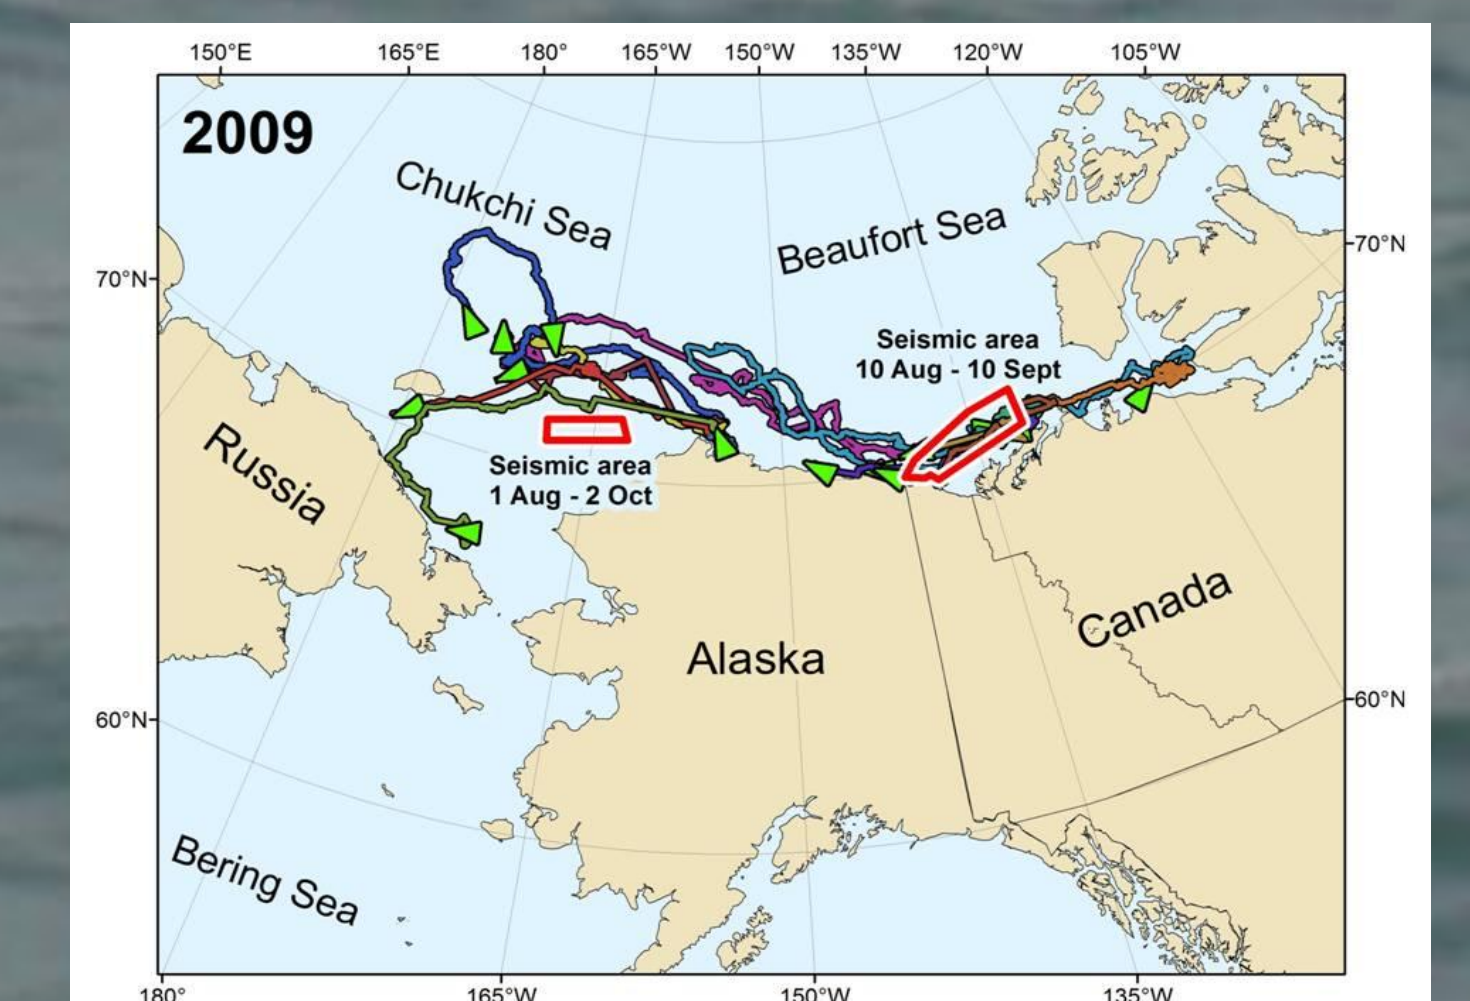 150°E 165°E 180° 165°W 150°W 135°W 120°W 105°W
2009
Chukchi Sea
Beaufort Sea
70°N
70°N
Seismic area
10 Aug - 10 Sept
Russia
Seismic area
1 Aug - 2 Oct
Canada
Alaska
60°N
60°N
Bering Sea
180° 165°W 150°W 135°W